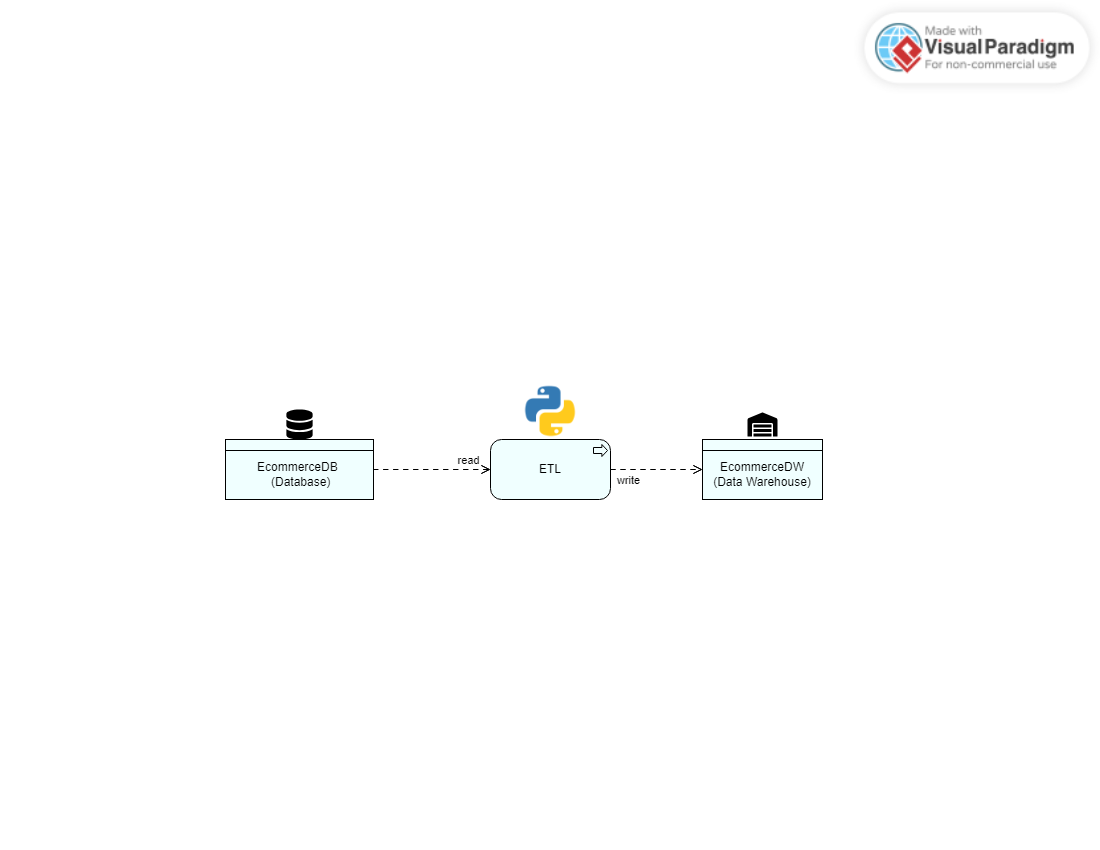 Made with
Visual Paradigm
For non-commercial use
EcommerceDB
(Database)
read
ETL
write
EcommerceDW
(Data Warehouse)